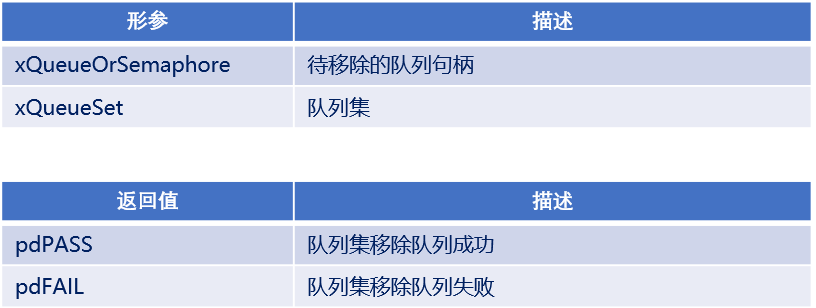 形参 描述
xQueueOrSemaphore 待移除的队列句柄
xQueueSet 队列集
返回值 描述
pdPASS 队列集移除队列成功
pdFAIL 队列集移除队列失败